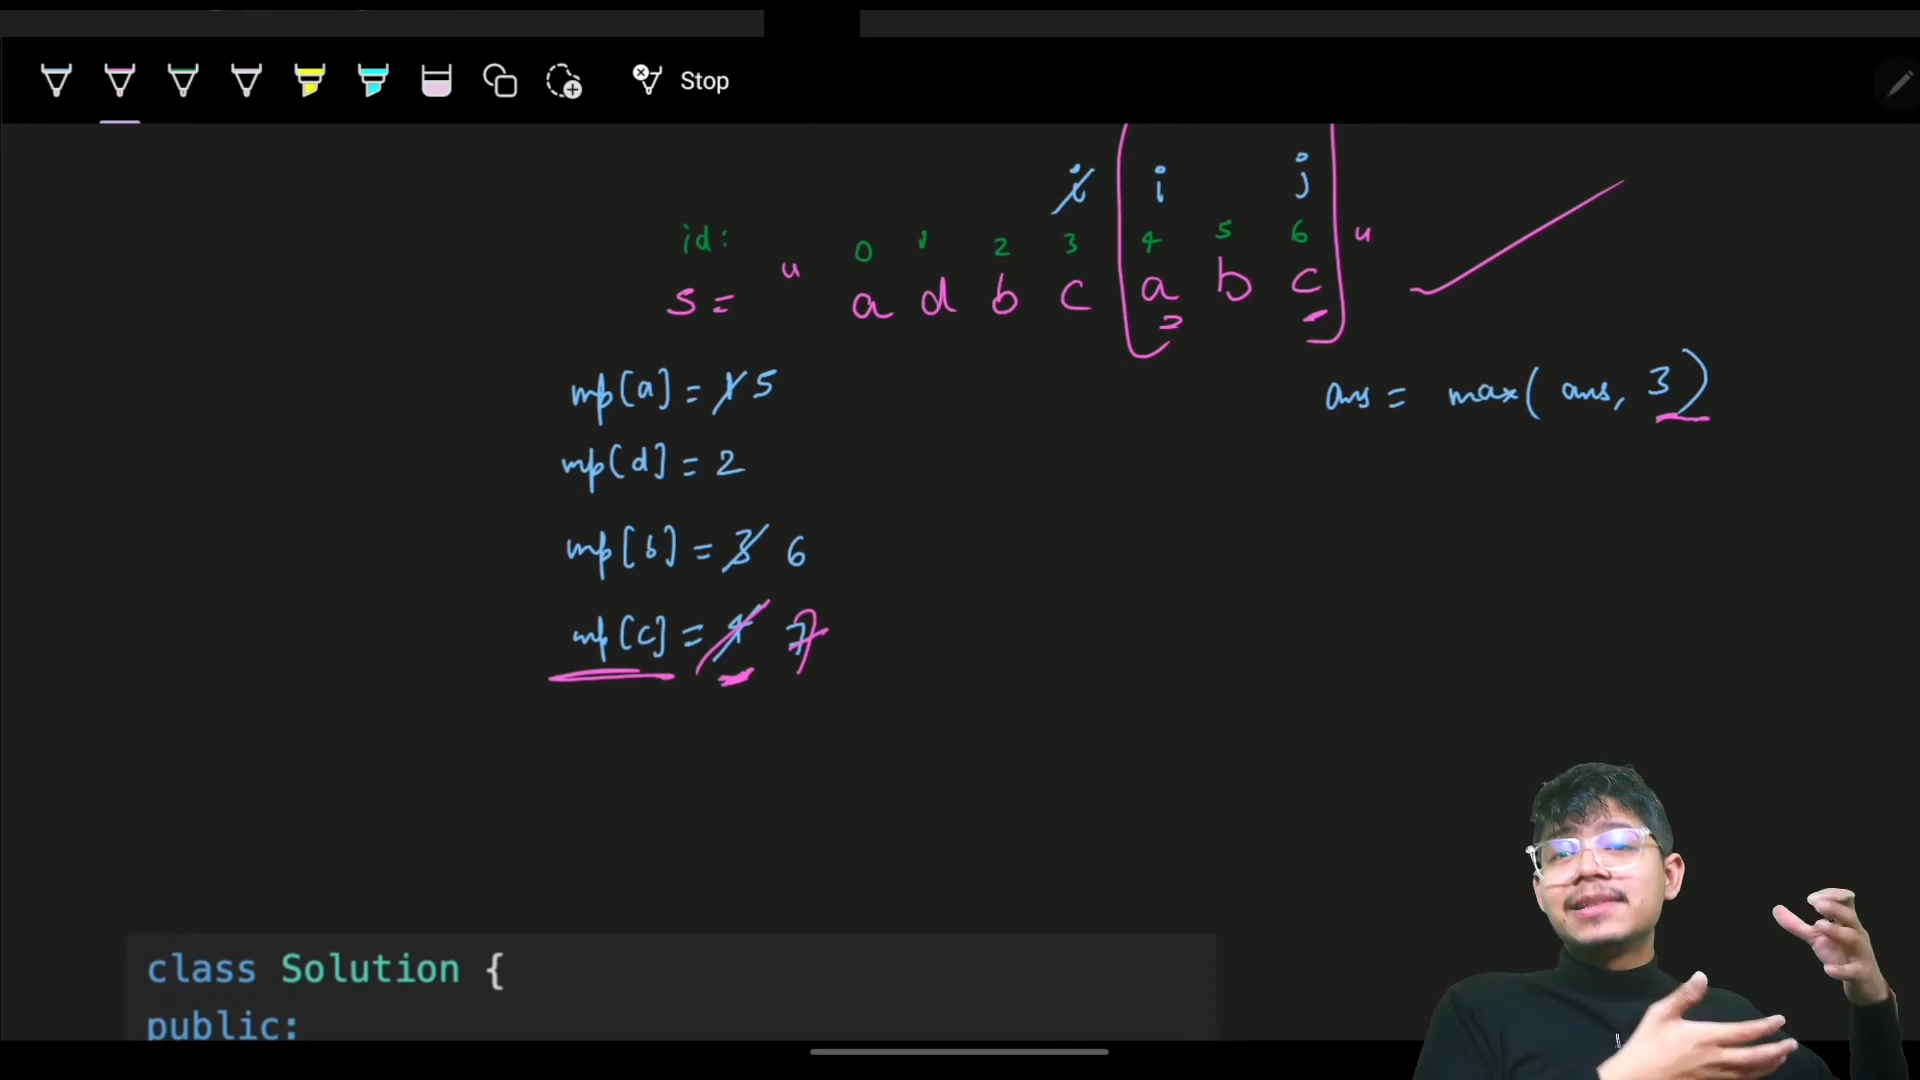 Stop
i i j
id: 0 1 2 3 4 5 6
s = " a d b c a b c "
mp[a] = 1 5
ans = max( ans, 3)
mp[d] = 2
mp[b] = 3 6
mp[c] = 4 7
class Solution {
public: